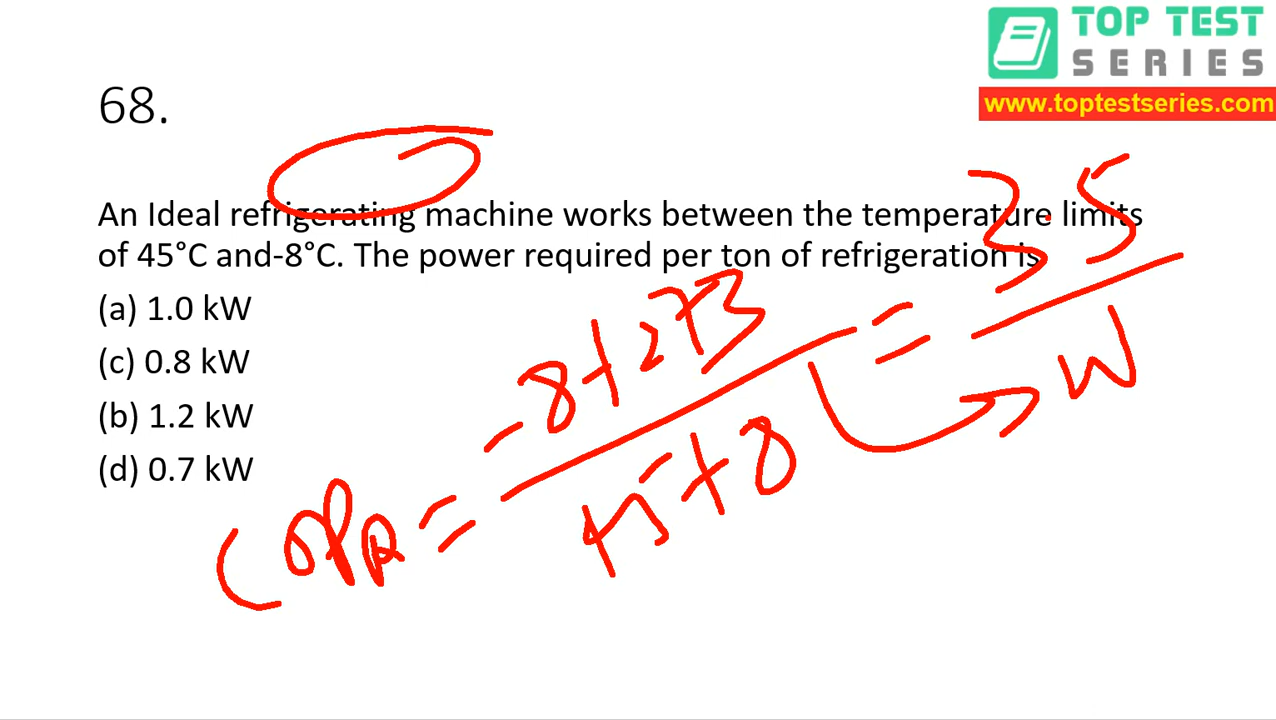 TOP TEST
SERIES
www.toptestseries.com
68.
An Ideal refrigerating machine works between the temperature limits
of 45°C and-8°C. The power required per ton of refrigeration is
(a) 1.0 kW
(c) 0.8 kW
(b) 1.2 kW
(d) 0.7 kW
COPR = -8+273 / 45+8 = 3.5 / W